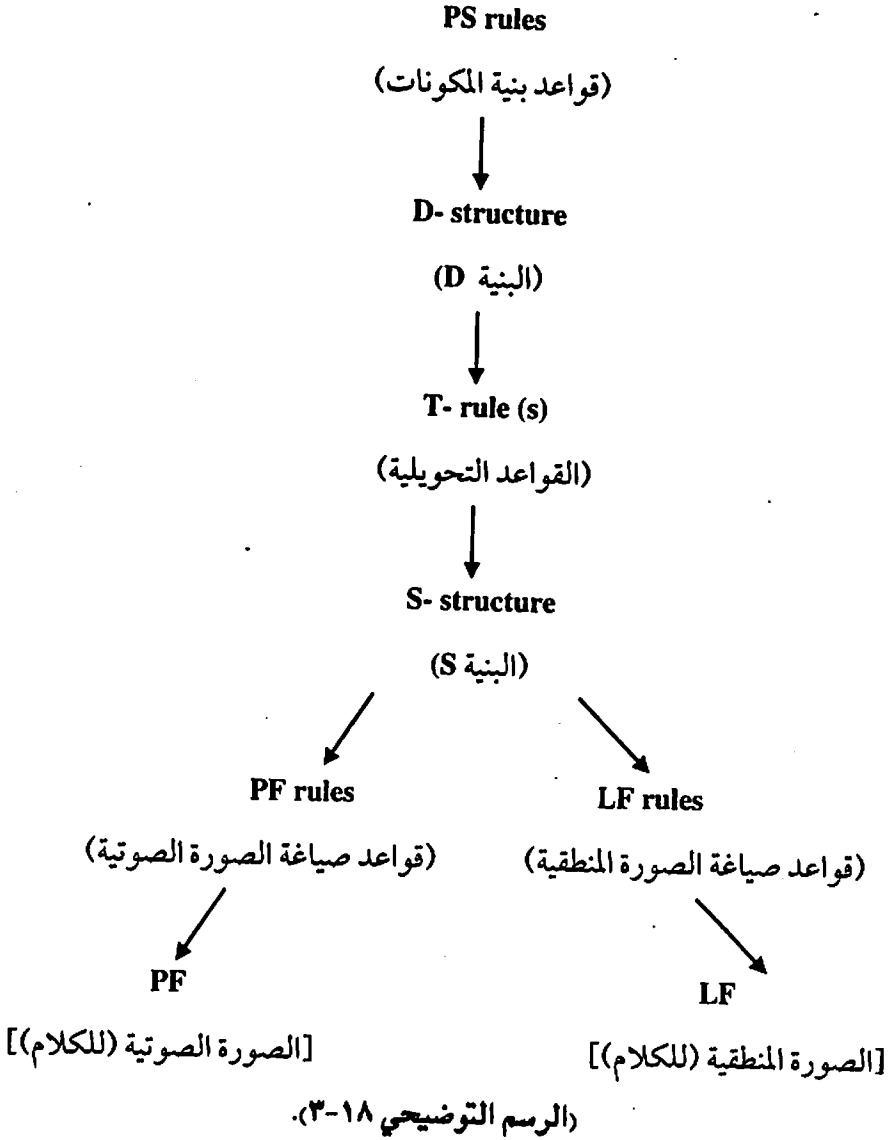 PS rules
(قواعد بنية المكونات)
D- structure
(البنية D)
T- rule (s)
(القواعد التحويلية)
S- structure
(البنية S)
PF rules
LF rules
(قواعد صياغة الصورة الصوتية)
(قواعد صياغة الصورة المنطقية)
PF
LF
[الصورة الصوتية (للكلام)]
[الصورة المنطقية (للكلام)]
(الرسم التوضيحي ١٨-٣).